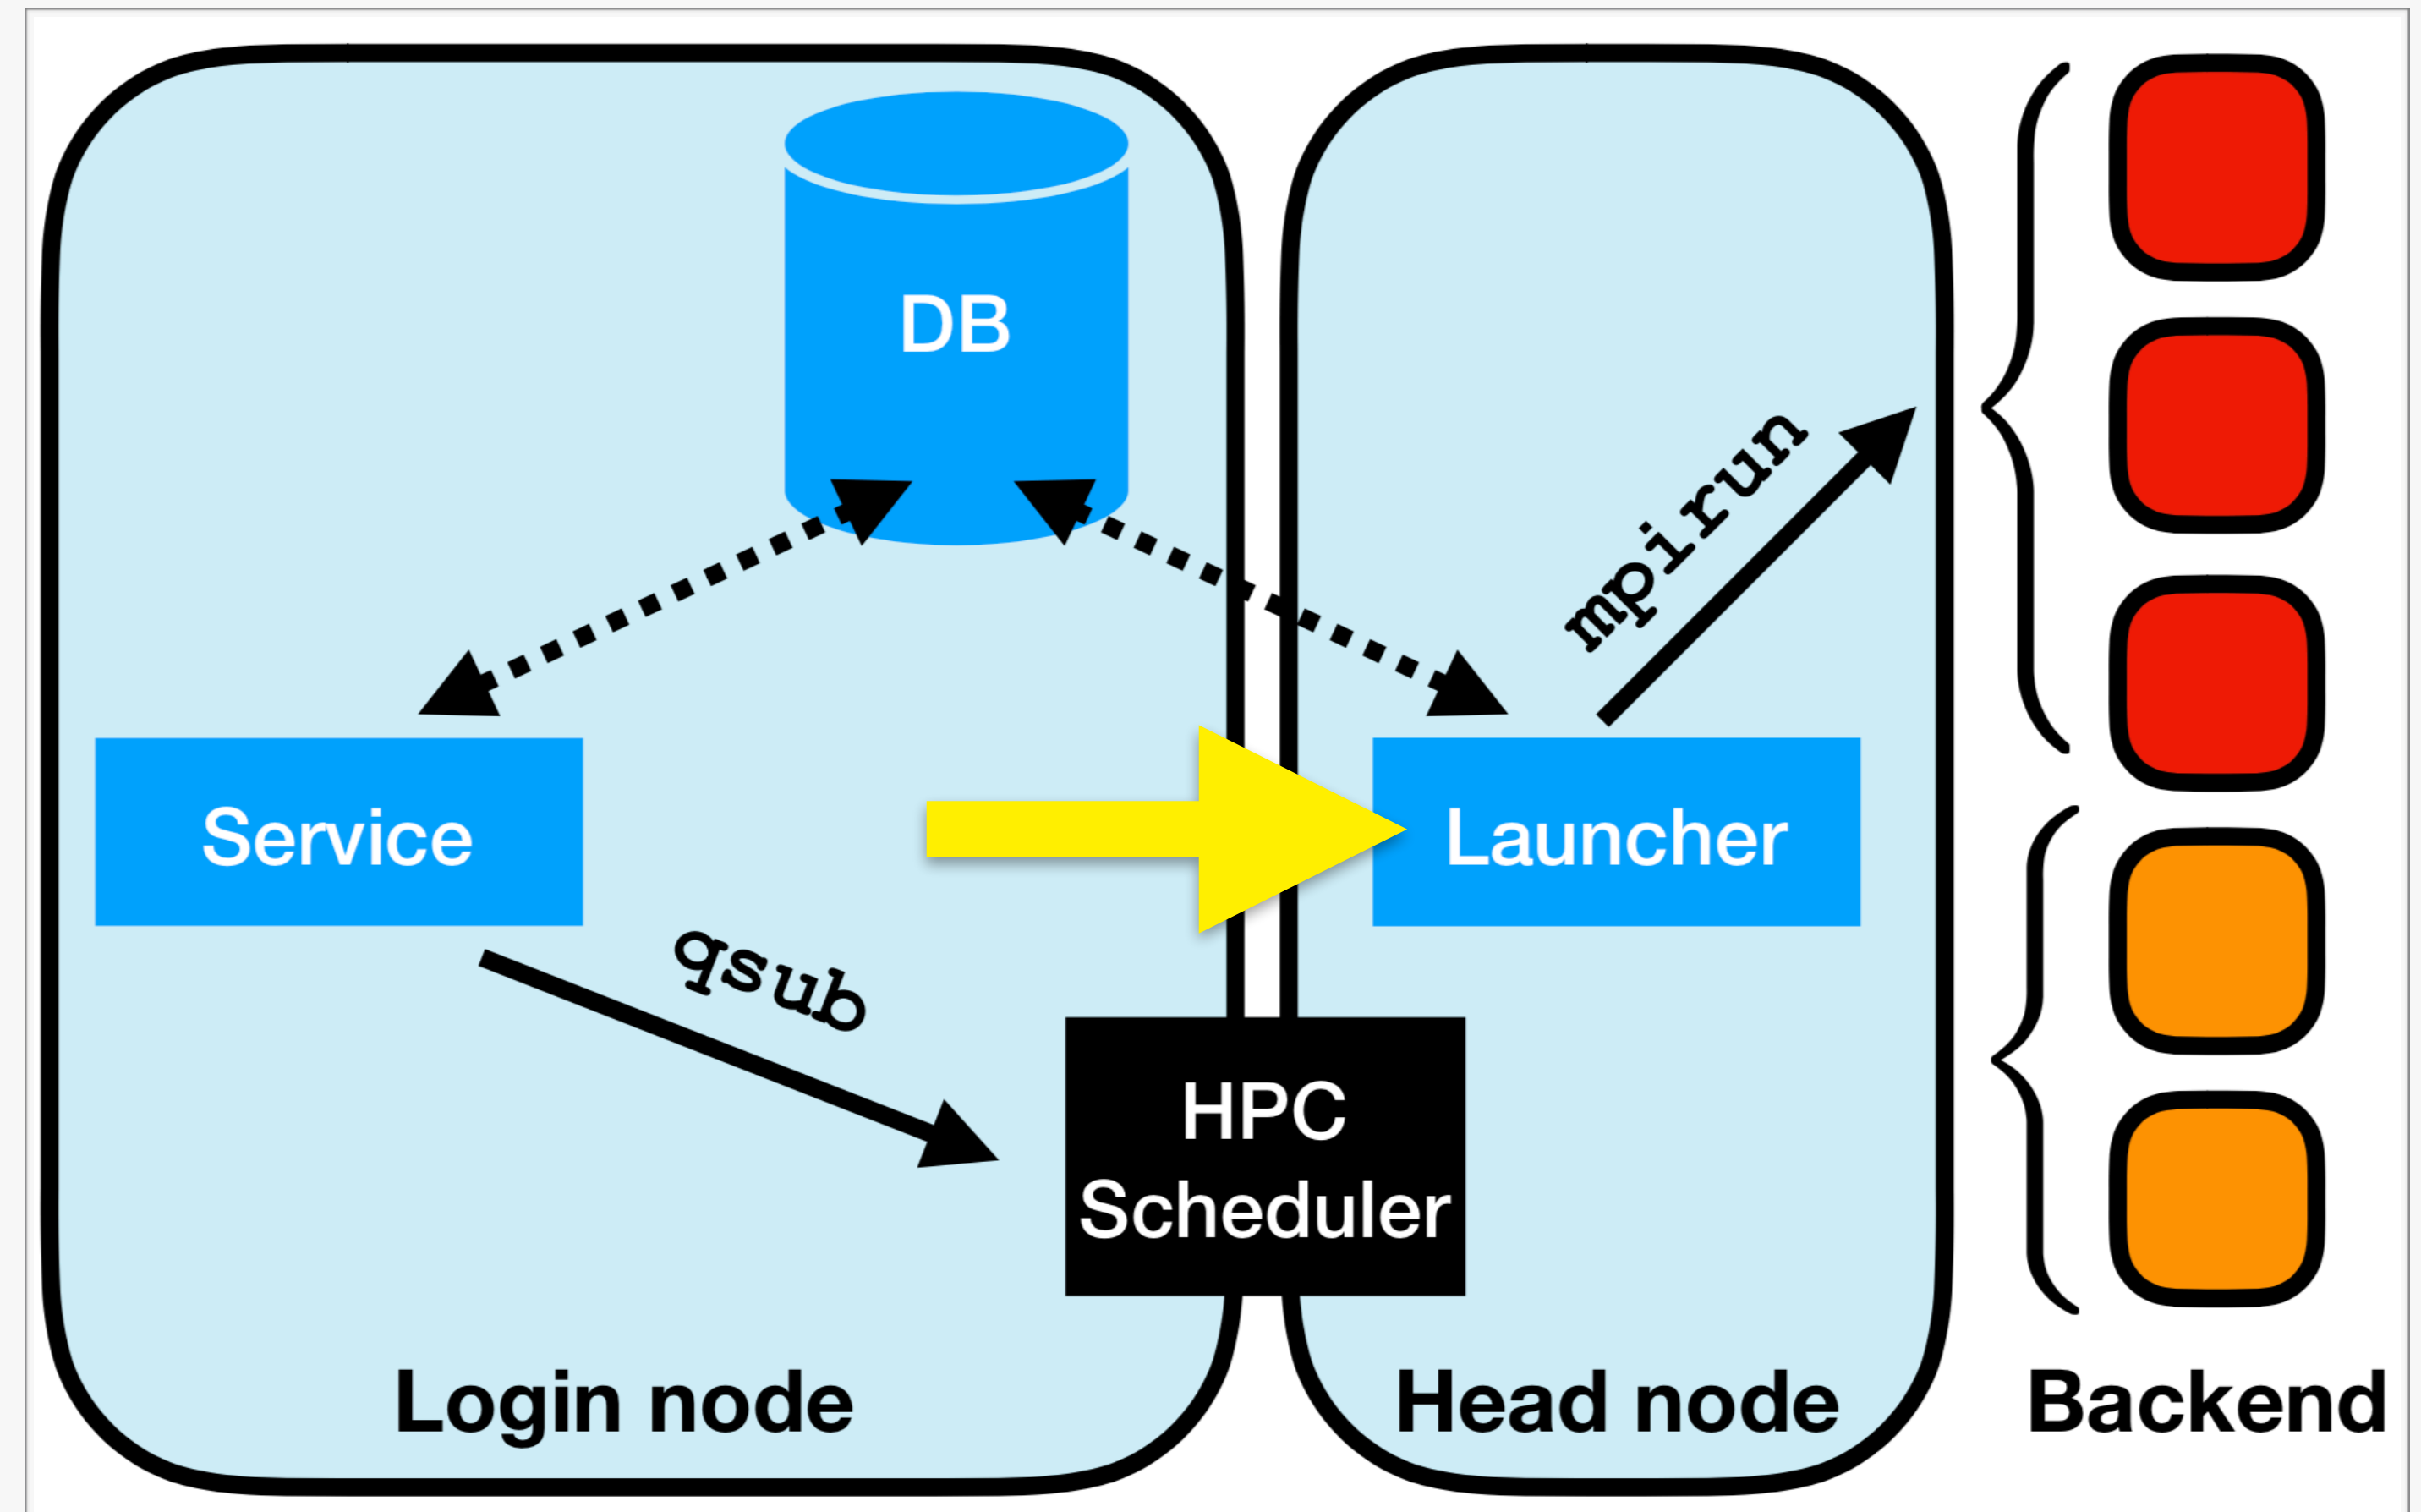 DB
mpirun
Service
Launcher
qsub
HPC
Scheduler
Login node
Head node
Backend